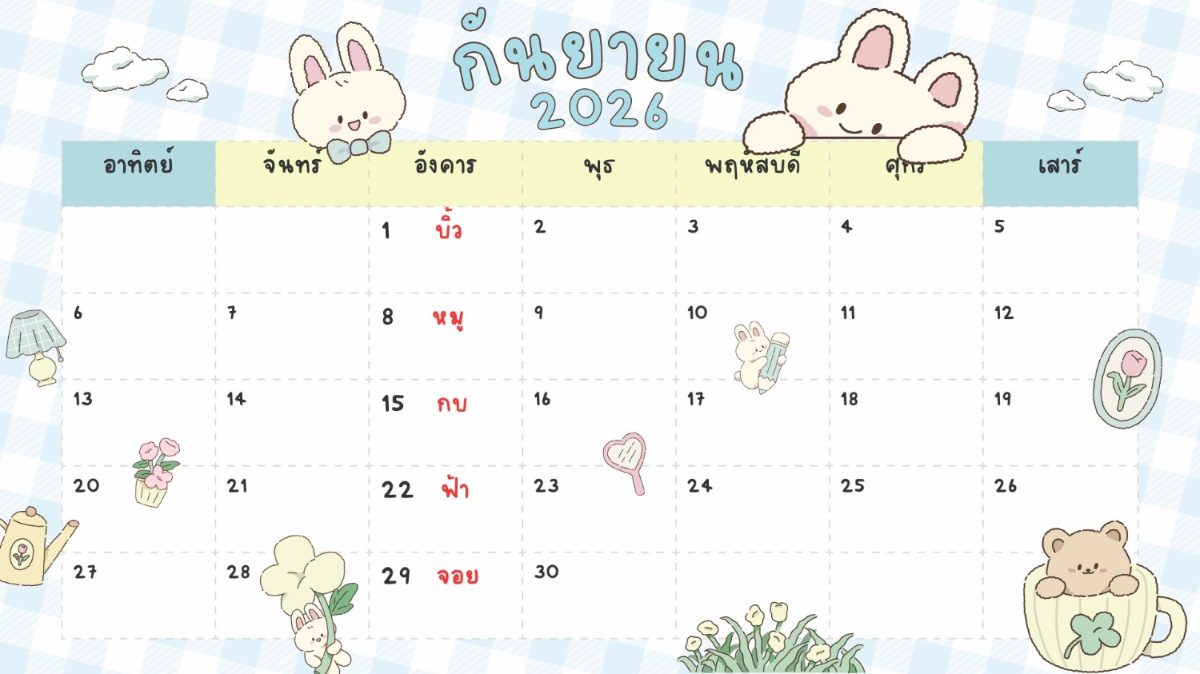 กันยายน
2026
อาทิตย์ จันทร์ อังคาร พุธ พฤหัสบดี ศุกร์ เสาร์
1 บิ้ว 2 3 4 5
6 7 8 หมู 9 10 11 12
13 14 15 กบ 16 17 18 19
20 21 22 ฟ้า 23 24 25 26
27 28 29 จอย 30